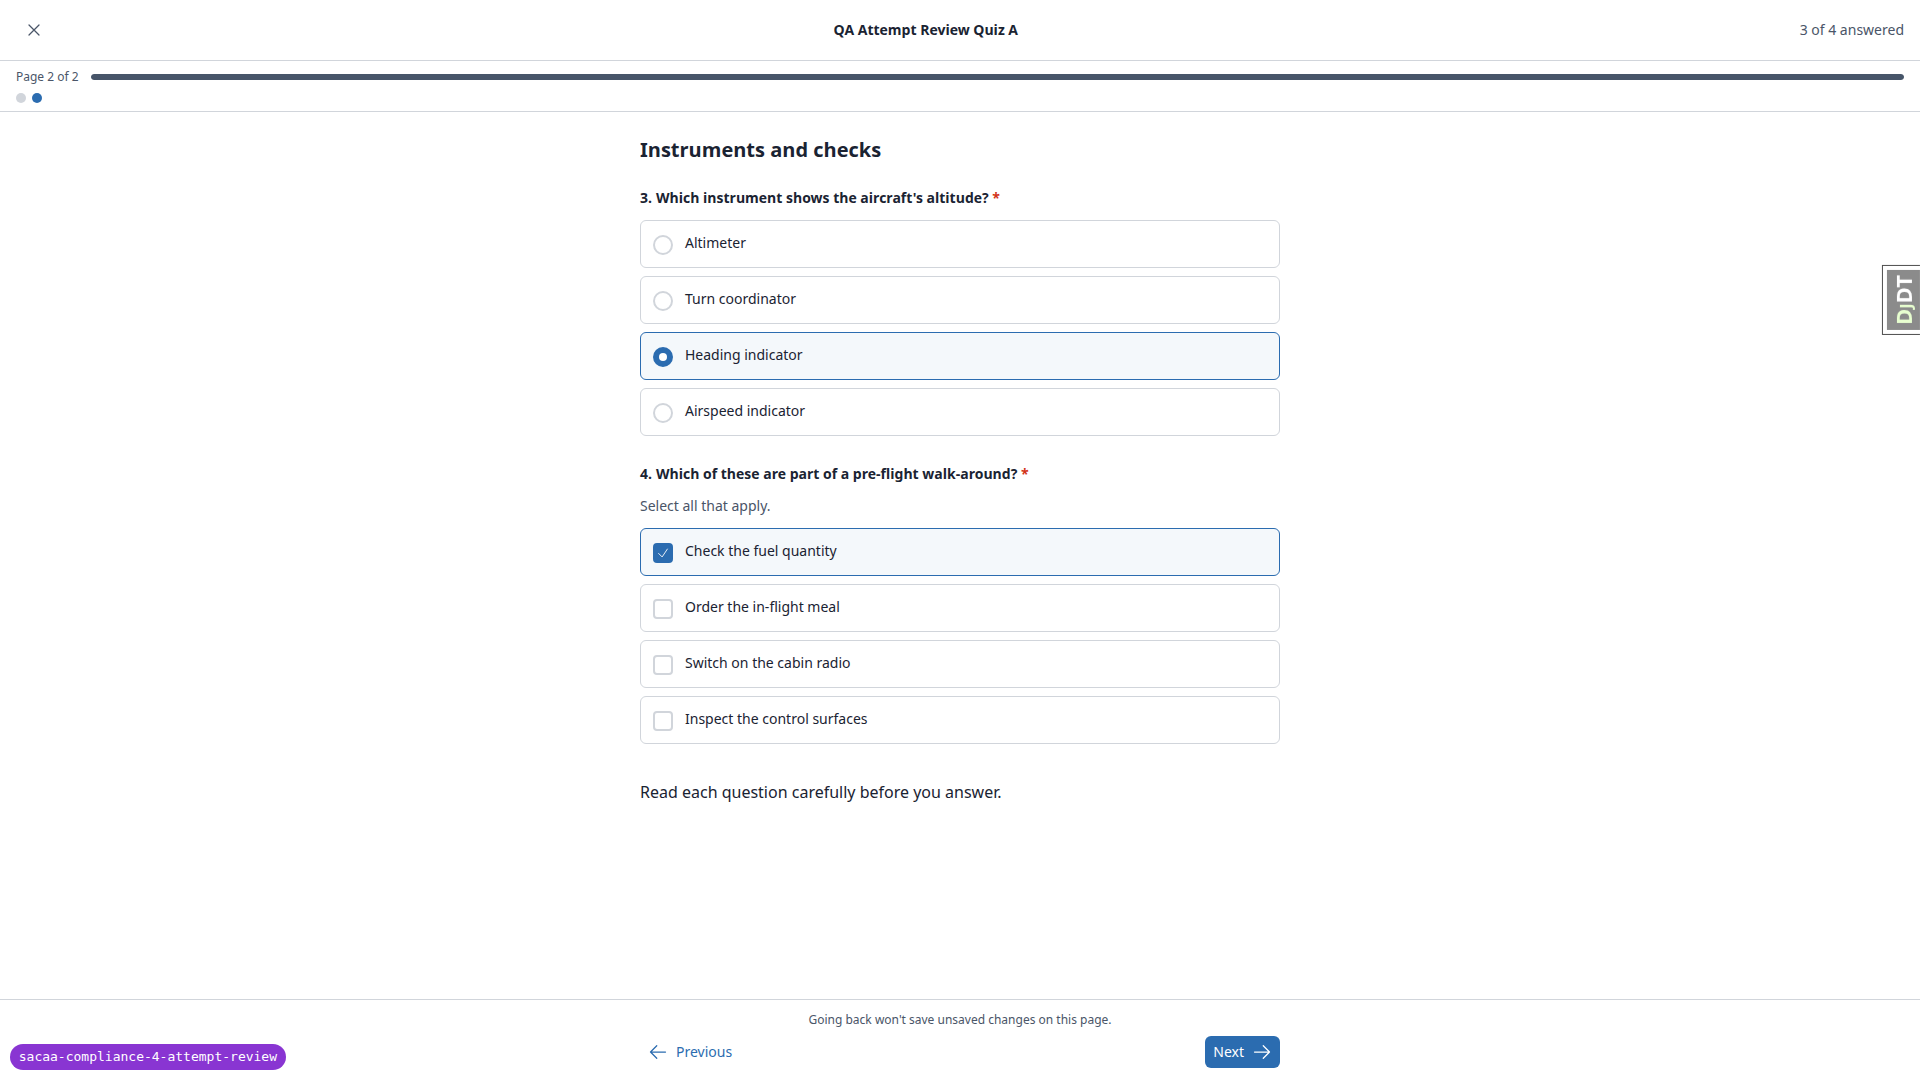 QA Attempt Review Quiz A
3 of 4 answered
Page 2 of 2
Instruments and checks
3. Which instrument shows the aircraft's altitude? *
Altimeter
Turn coordinator
Heading indicator
Airspeed indicator
4. Which of these are part of a pre-flight walk-around? *
Select all that apply.
Check the fuel quantity
Order the in-flight meal
Switch on the cabin radio
Inspect the control surfaces
Read each question carefully before you answer.
DJDT
Going back won't save unsaved changes on this page.
Previous
Next
sacaa-compliance-4-attempt-review